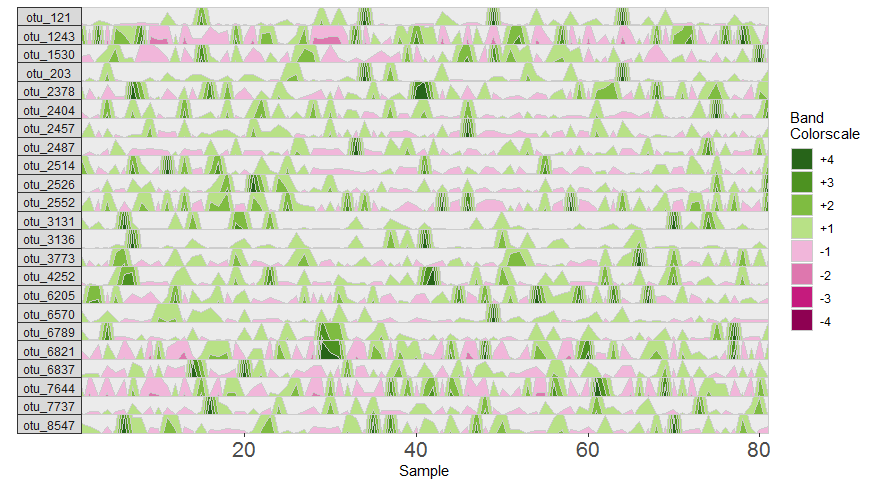 otu_121
otu_1243
otu_1530
otu_203
otu_2378
otu_2404
otu_2457
otu_2487
otu_2514
otu_2526
otu_2552
otu_3131
otu_3136
otu_3773
otu_4252
otu_6205
otu_6570
otu_6789
otu_6821
otu_6837
otu_7644
otu_7737
otu_8547
20 40 60 80
Sample
Band
Colorscale
+4
+3
+2
+1
-1
-2
-3
-4